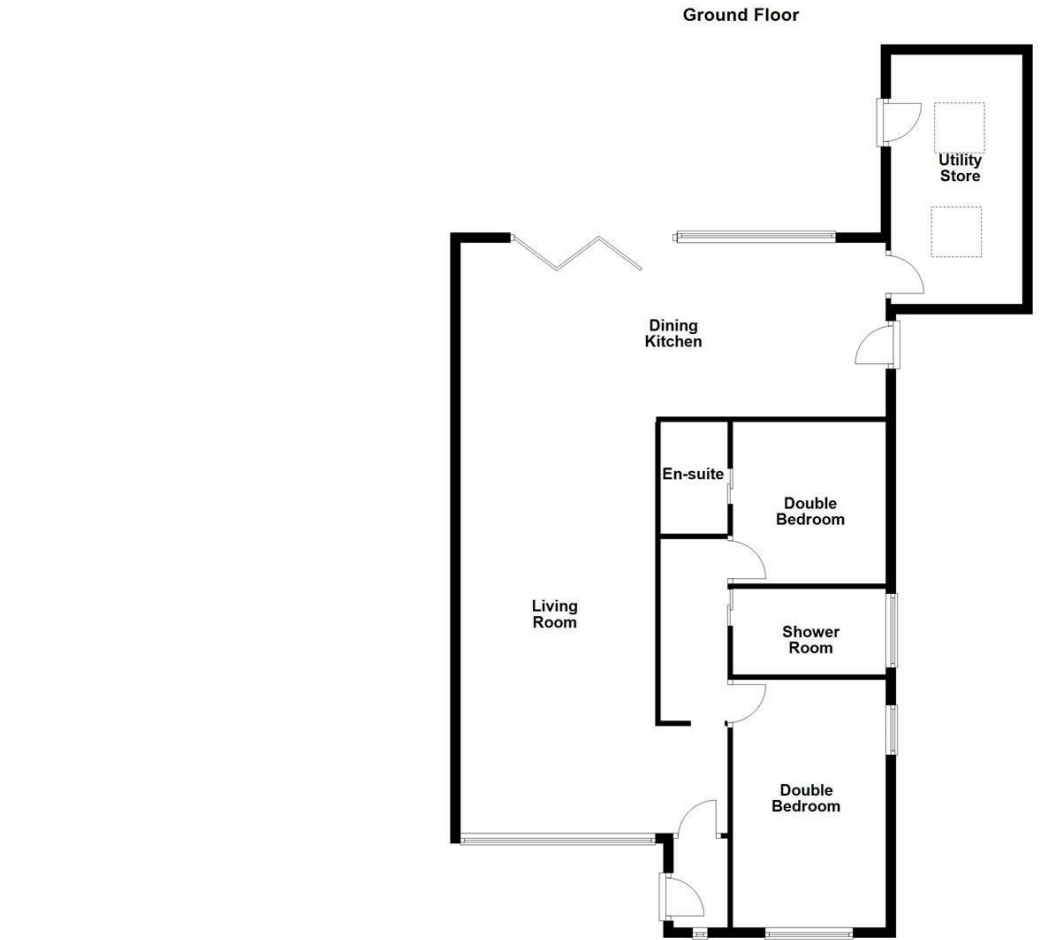 Ground Floor
Utility
Store
Dining
Kitchen
En-suite
Double
Bedroom
Living
Room
Shower
Room
Double
Bedroom